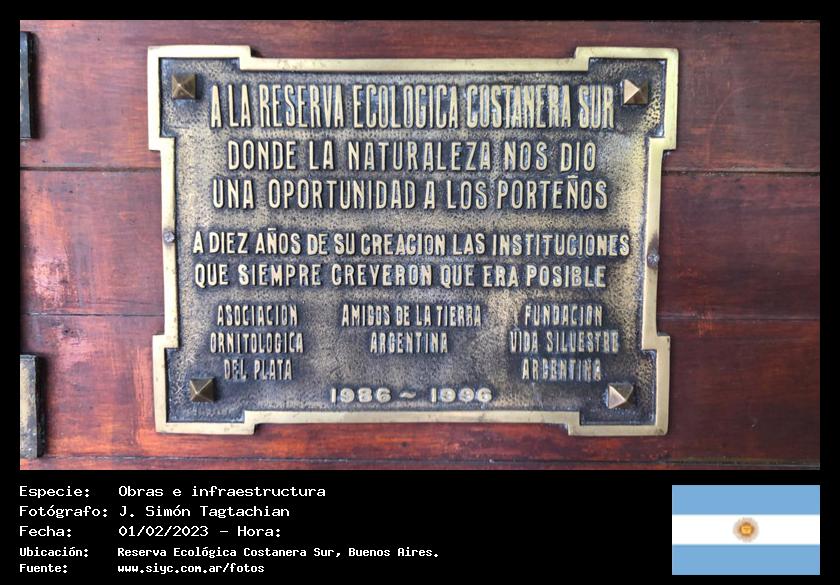 A LA RESERVA ECOLOGICA COSTANERA SUR
DONDE LA NATURALEZA NOS DIO
UNA OPORTUNIDAD A LOS PORTEÑOS
A DIEZ AÑOS DE SU CREACION LAS INSTITUCIONES
QUE SIEMPRE CREYERON QUE ERA POSIBLE
ASOCIACION
ORNITOLOGICA
DEL PLATA
AMIGOS DE LA TIERRA
ARGENTINA
FUNDACION
VIDA SILVESTRE
ARGENTINA
1986 ~ 1996
Especie: Obras e infraestructura
Fotógrafo: J. Simón Tagtachian
Fecha: 01/02/2023 - Hora:
Ubicación: Reserva Ecológica Costanera Sur, Buenos Aires.
Fuente: www.siyc.com.ar/fotos